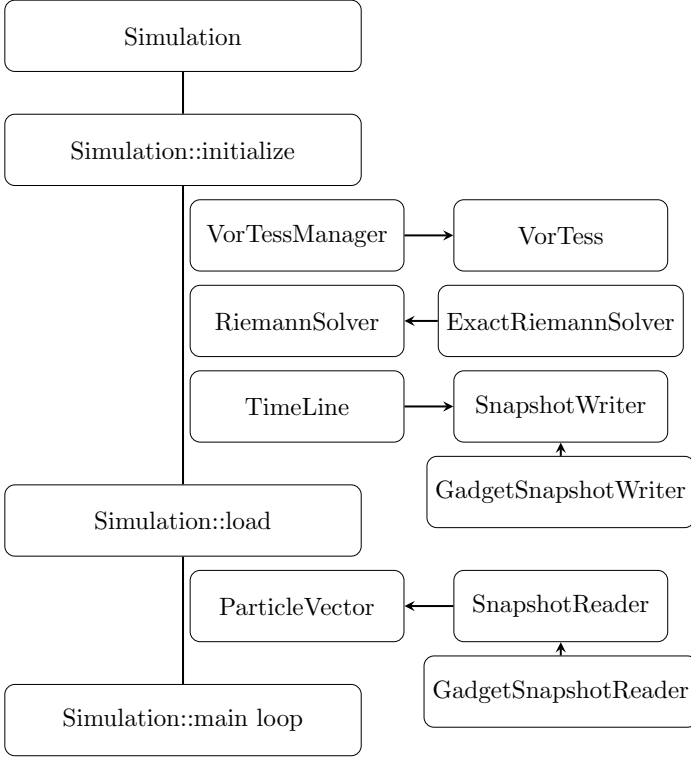 Simulation
Simulation::initialize
VorTessManager
VorTess
RiemannSolver
ExactRiemannSolver
TimeLine
SnapshotWriter
GadgetSnapshotWriter
Simulation::load
ParticleVector
SnapshotReader
GadgetSnapshotReader
Simulation::main loop